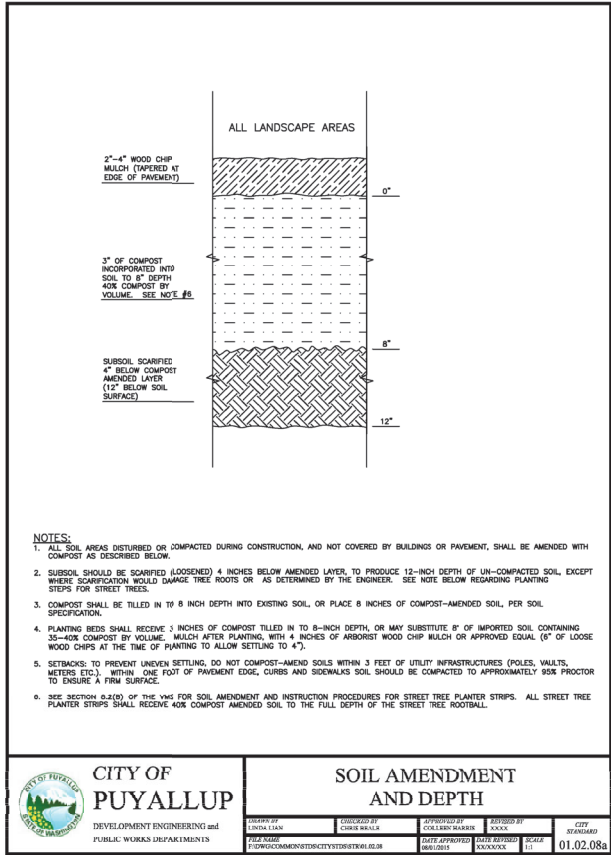 ALL LANDSCAPE AREAS
2"-4" WOOD CHIP
MULCH (TAPERED AT
EDGE OF PAVEMENT)
0"
3" OF COMPOST
INCORPORATED INTO
SOIL TO 8" DEPTH
40% COMPOST BY
VOLUME. SEE NOTE #6
8"
SUBSOIL SCARIFIED
4" BELOW COMPOST
AMENDED LAYER
(12" BELOW SOIL
SURFACE)
12"
NOTES:
1. ALL SOIL AREAS DISTURBED OR COMPACTED DURING CONSTRUCTION, AND NOT COVERED BY BUILDINGS OR PAVEMENT, SHALL BE AMENDED WITH
COMPOST AS DESCRIBED BELOW.
2. SUBSOIL SHOULD BE SCARIFIED (LOOSENED) 4 INCHES BELOW AMENDED LAYER, TO PRODUCE 12-INCH DEPTH OF UN-COMPACTED SOIL, EXCEPT
WHERE SCARIFICATION WOULD DAMAGE TREE ROOTS OR AS DETERMINED BY THE ENGINEER. SEE NOTE BELOW REGARDING PLANTING
STEPS FOR STREET TREES.
3. COMPOST SHALL BE TILLED IN TO 8 INCH DEPTH INTO EXISTING SOIL, OR PLACE 8 INCHES OF COMPOST-AMENDED SOIL, PER SOIL
SPECIFICATION.
4. PLANTING BEDS SHALL RECEIVE 3 INCHES OF COMPOST TILLED IN TO 8-INCH DEPTH, OR MAY SUBSTITUTE 8" OF IMPORTED SOIL CONTAINING
35-40% COMPOST BY VOLUME. MULCH AFTER PLANTING, WITH 4 INCHES OF ARBORIST WOOD CHIP MULCH OR APPROVED EQUAL (6" OF LOOSE
WOOD CHIPS AT THE TIME OF PLANTING TO ALLOW SETTLING TO 4").
5. SETBACKS: TO PREVENT UNEVEN SETTLING, DO NOT COMPOST-AMEND SOILS WITHIN 3 FEET OF UTILITY INFRASTRUCTURES (POLES, VAULTS,
METERS ETC.). WITHIN ONE FOOT OF PAVEMENT EDGE, CURBS AND SIDEWALKS SOIL SHOULD BE COMPACTED TO APPROXIMATELY 95% PROCTOR
TO ENSURE A FIRM SURFACE.
6. SEE SECTION 8.2(B) OF THE VMS FOR SOIL AMENDMENT AND INSTRUCTION PROCEDURES FOR STREET TREE PLANTER STRIPS. ALL STREET TREE
PLANTER STRIPS SHALL RECEIVE 40% COMPOST AMENDED SOIL TO THE FULL DEPTH OF THE STREET TREE ROOTBALL.
CITY OF PUYALLUP
STATE OF WASHINGTON
CITY OF
PUYALLUP
DEVELOPMENT ENGINEERING and
PUBLIC WORKS DEPARTMENTS
SOIL AMENDMENT
AND DEPTH
DRAWN BY
LINDA LIAN
CHECKED BY
CHRIS BEALE
APPROVED BY
COLLEEN HARRIS
REVISED BY
XXXX
CITY
STANDARD
FILE NAME
F:\DWG\COMMON\STDS\CITYSTDS\STR\01.02.08
DATE APPROVED
08/01/2015
DATE REVISED
XX/XX/XX
SCALE
1:1
01.02.08a